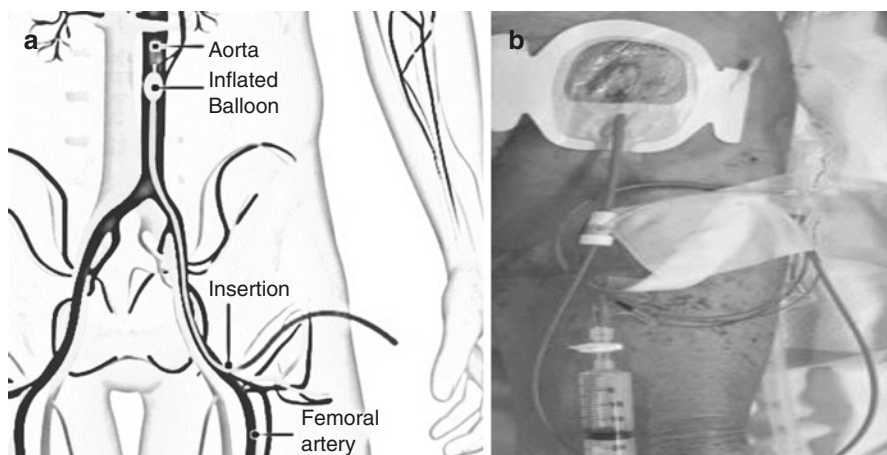 a
Aorta
Inflated
Balloon
Insertion
Femoral
artery
b